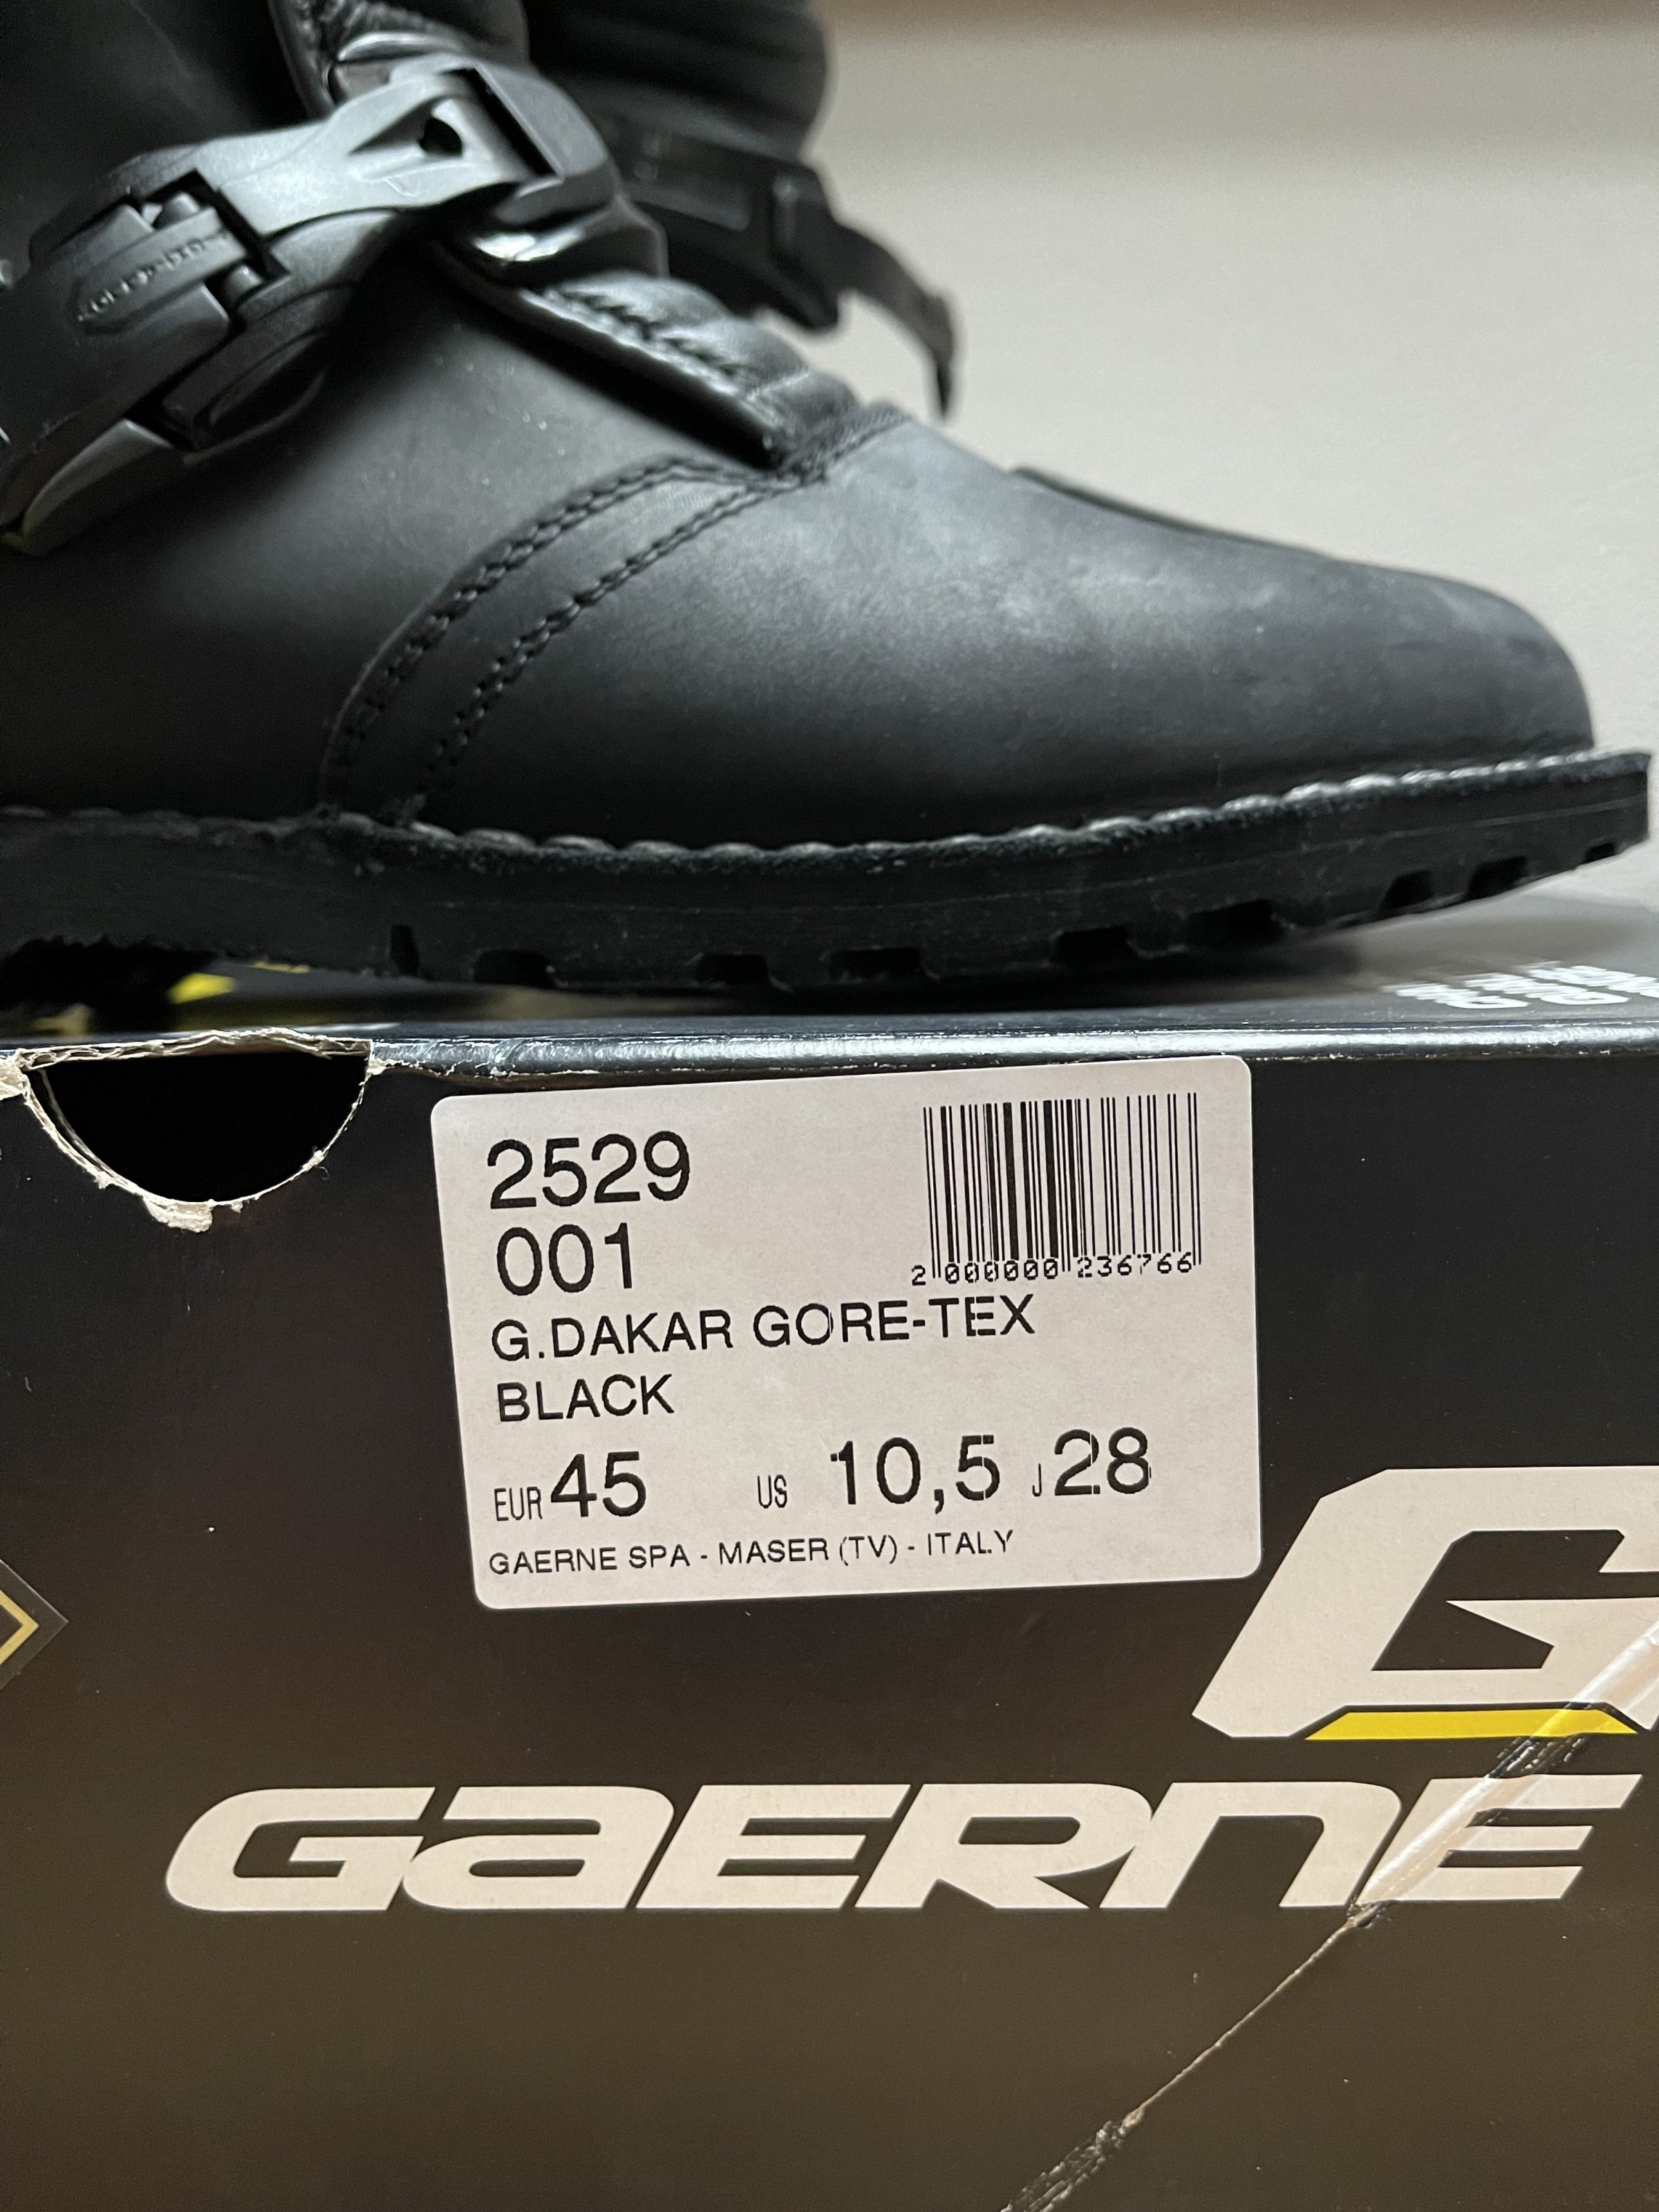 2529
001
2 000000 236766
G.DAKAR GORE-TEX
BLACK
EUR 45 US 10,5 J 28
GAERNE SPA - MASER (TV) - ITALY
G
GAERNE